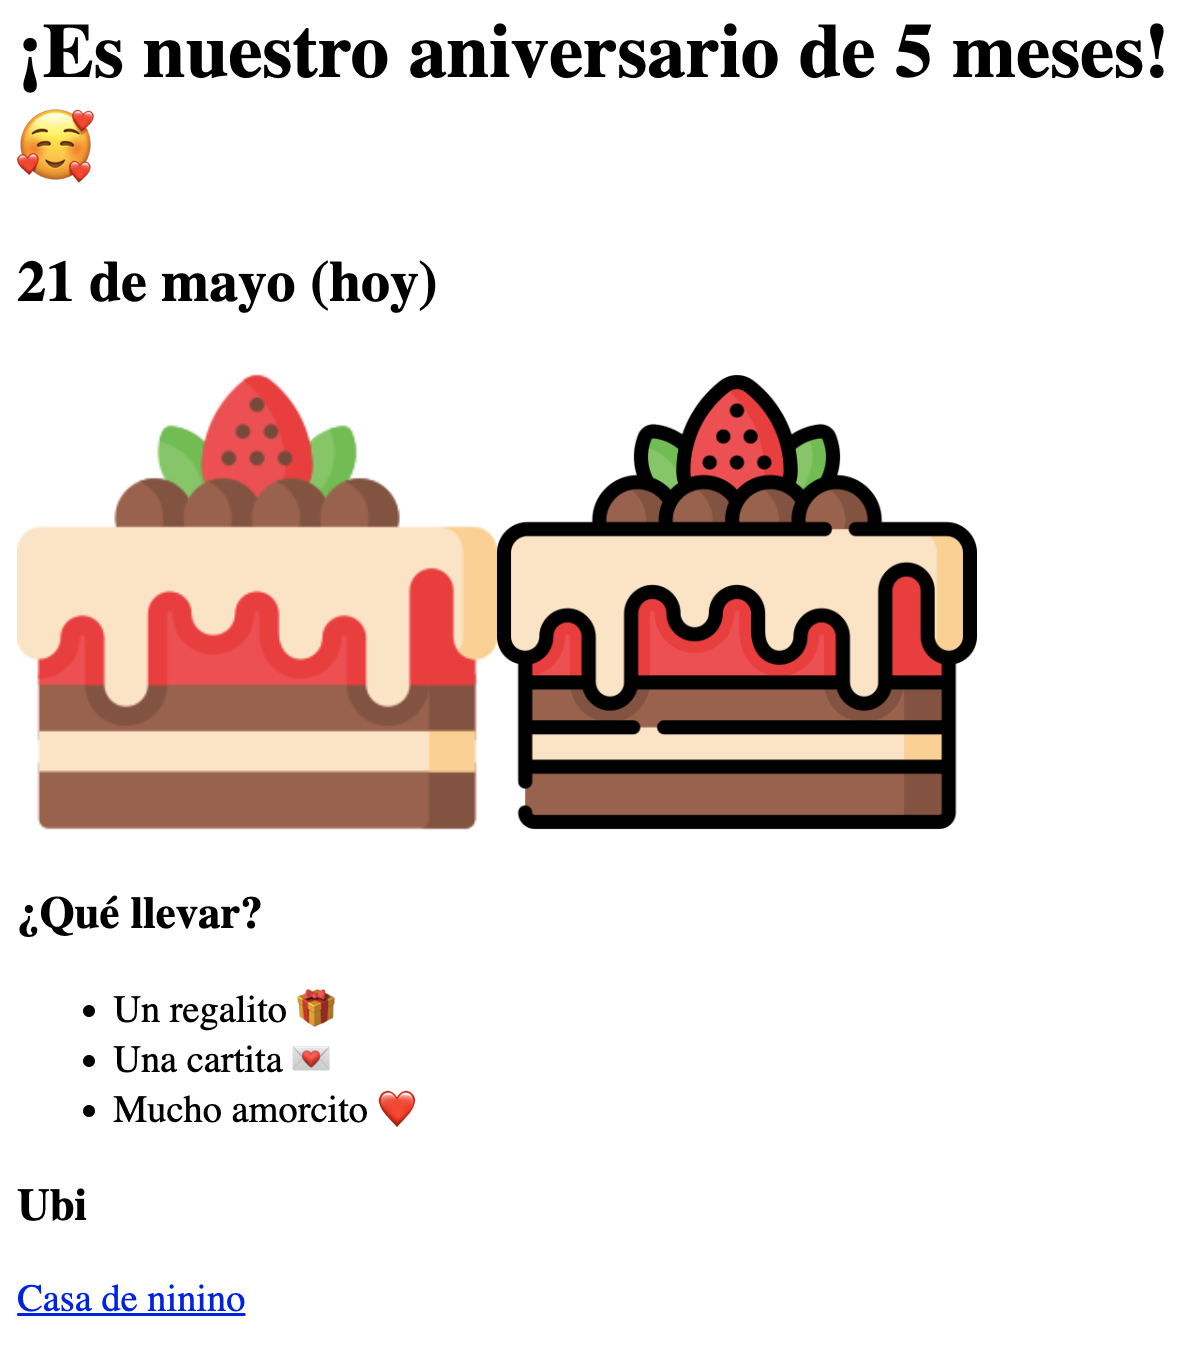 ¡Es nuestro aniversario de 5 meses!
🥰
21 de mayo (hoy)
¿Qué llevar?
• Un regalito 🎁
• Una cartita 💌
• Mucho amorcito ❤️
Ubi
Casa de ninino